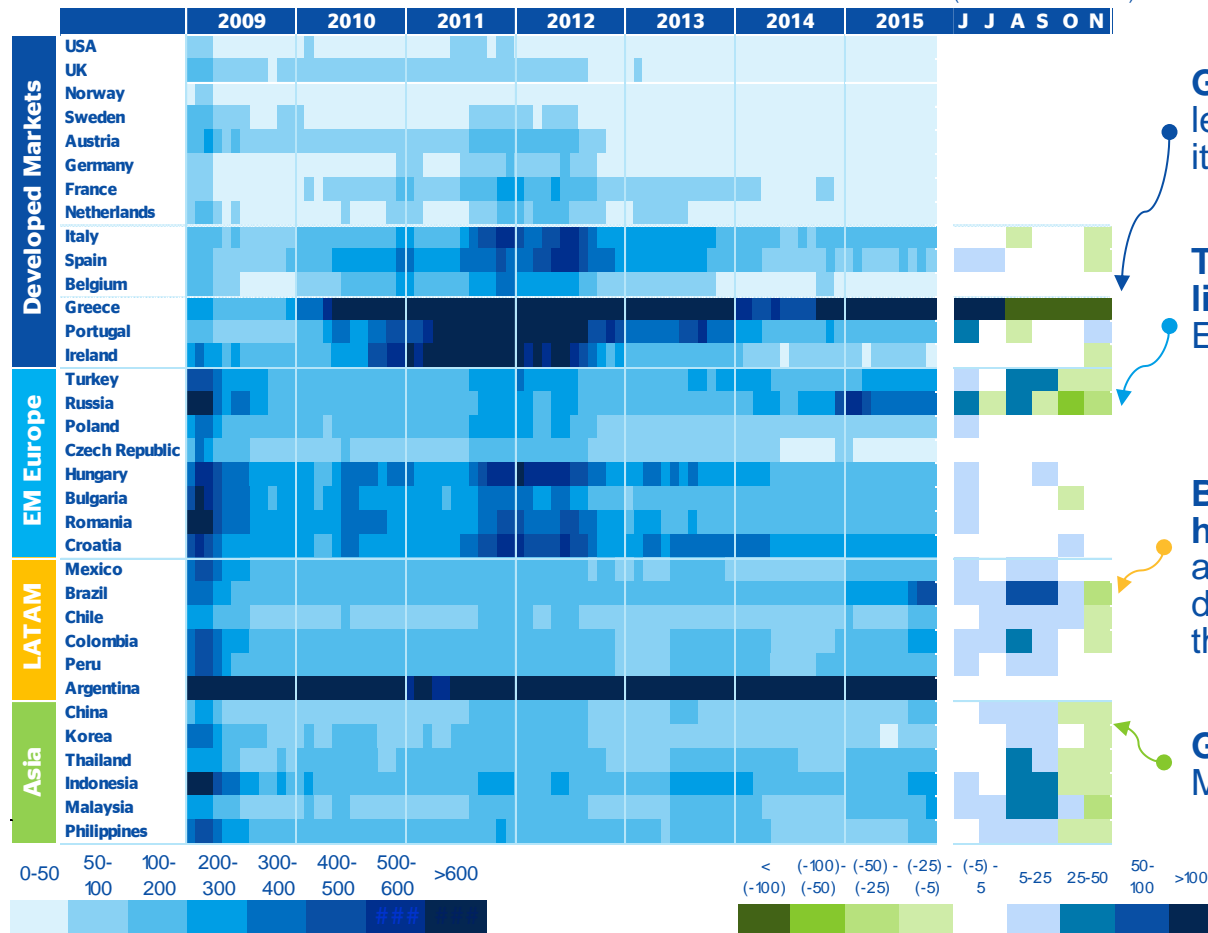 2009 2010 2011 2012 2013 2014 2015 J J A S O N
Developed Markets
USA
UK
Norway
Sweden
Austria
Germany
France
Netherlands
Italy
Spain
Belgium
Greece
Portugal
Ireland
EM Europe
Turkey
Russia
Poland
Czech Republic
Hungary
Bulgaria
Romania
Croatia
LATAM
Mexico
Brazil
Chile
Colombia
Peru
Argentina
Asia
China
Korea
Thailand
Indonesia
Malaysia
Philippines
G
le
it
T
li
E
E
h
a
d
th
G
M
0-50 50-100 100-200 200-300 300-400 400-500 500-600 >600
### ###
<(-100) (-100)-(-50) (-50)-(-25) (-25)-(-5) (-5)-5 5-25 25-50 50-100 >100